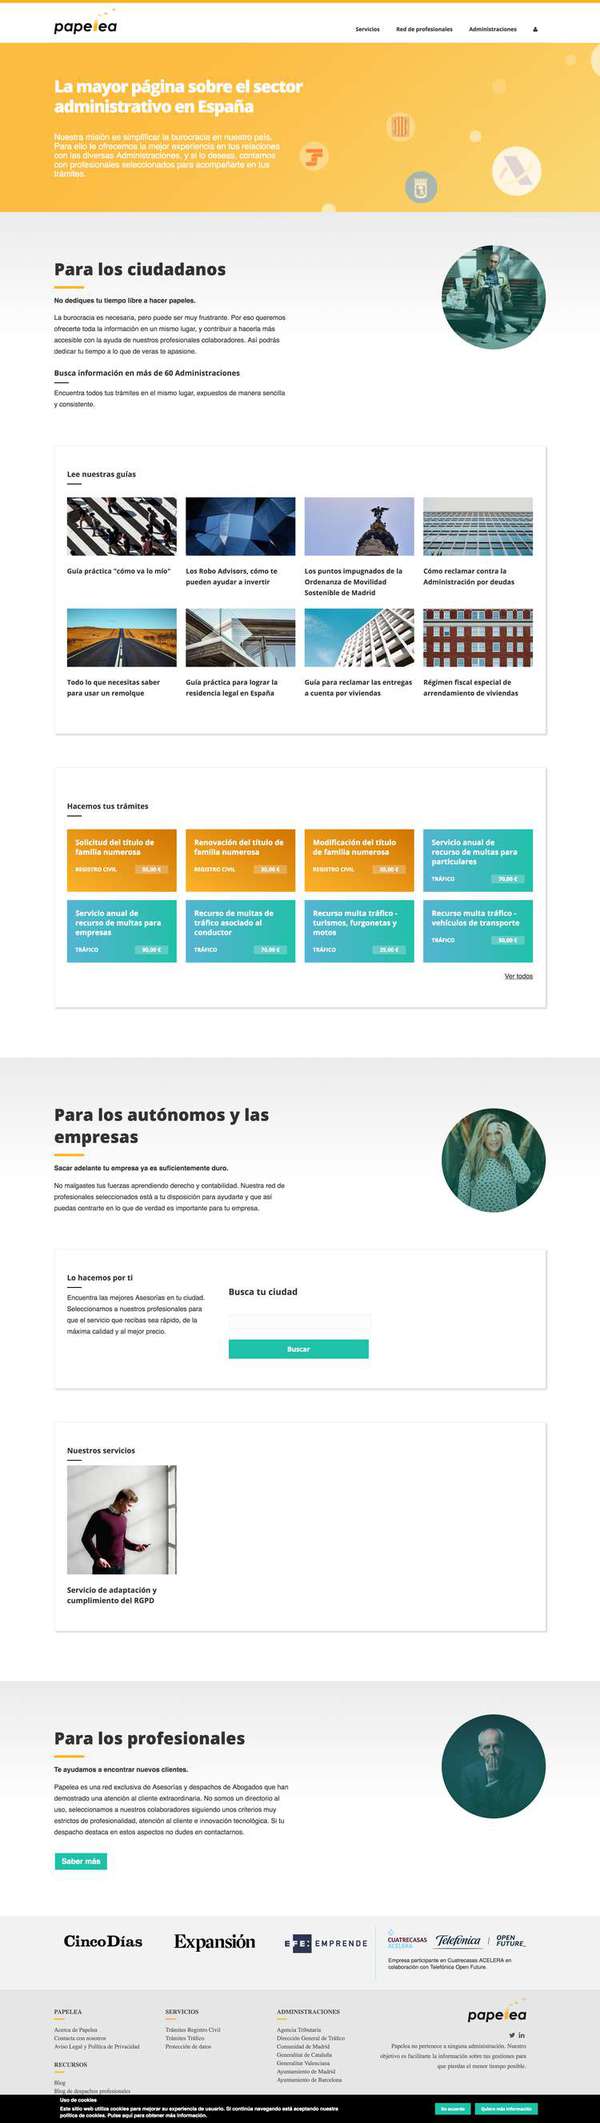 papelea
Servicios
Red de profesionales
Administraciones
La mayor página sobre el sector
administrativo en España
Nuestra misión es simplificar la burocracia en nuestro país.
Para ello te ofrecemos la mejor experiencia en tus relaciones
con las diversas Administraciones, y si lo deseas, contamos
con profesionales seleccionados para acompañarte en tus
trámites.
Para los ciudadanos
No dediques tu tiempo libre a hacer papeles.
La burocracia es necesaria, pero puede ser muy frustrante. Por eso queremos
ofrecerte toda la información en un mismo lugar, y contribuir a hacerla más
accesible con la ayuda de nuestros profesionales colaboradores. Así podrás
dedicar tu tiempo a lo que de veras te apasione.
Busca información en más de 60 Administraciones
Encuentra todos tus trámites en el mismo lugar, expuestos de manera sencilla
y consistente.
Lee nuestras guías
Guía práctica "cómo va lo mío"
Los Robo Advisors, cómo te
pueden ayudar a invertir
Los puntos impugnados de la
Ordenanza de Movilidad
Sostenible de Madrid
Cómo reclamar contra la
Administración por deudas
Todo lo que necesitas saber
para usar un remolque
Guía práctica para lograr la
residencia legal en España
Guía para reclamar las entregas
a cuenta por viviendas
Régimen fiscal especial de
arrendamiento de viviendas
Hacemos tus trámites
Solicitud del título de
familia numerosa
REGISTRO CIVIL
Renovación del título de
familia numerosa
REGISTRO CIVIL
Modificación del título de
familia numerosa
REGISTRO CIVIL
Servicio anual de
recurso de multas para
particulares
TRÁFICO 70,00 €
Servicio anual de
recurso de multas para
empresas
TRÁFICO 90,00 €
Recurso de multas de
tráfico asociado al
conductor
TRÁFICO 70,00 €
Recurso multa tráfico -
turismos, furgonetas y
motos
TRÁFICO 25,00 €
Recurso multa tráfico -
vehículos de transporte
TRÁFICO 50,00 €
Ver todos
Para los autónomos y las
empresas
Sacar adelante tu empresa ya es suficientemente duro.
No malgastes tus fuerzas aprendiendo derecho y contabilidad. Nuestra red de
profesionales seleccionados está a tu disposición para ayudarte y que así
puedas centrarte en lo que de verdad es importante para tu empresa.
Lo hacemos por ti
Encuentra las mejores Asesorías en tu ciudad.
Seleccionamos a nuestros profesionales para
que el servicio que recibas sea rápido, de la
máxima calidad y al mejor precio.
Busca tu ciudad
Buscar
Nuestros servicios
Servicio de adaptación y
cumplimiento del RGPD
Para los profesionales
Te ayudamos a encontrar nuevos clientes.
Papelea es una red exclusiva de Asesorías y despachos de Abogados que han
demostrado una atención al cliente extraordinaria. No somos un directorio al
uso, seleccionamos a nuestros colaboradores siguiendo unos criterios muy
estrictos de profesionalidad, atención al cliente e innovación tecnológica. Si tu
despacho destaca en estos aspectos no dudes en contactarnos.
Saber más
CincoDías
Expansión
EFE: EMPRENDE
CUATRECASAS
ACELERA
Telefónica
OPEN
FUTURE_
Empresa participante en Cuatrecasas ACELERA en
colaboración con Telefónica Open Future.
PAPELEA
Acerca de Papelea
Contacta con nosotros
Aviso Legal y Política de Privacidad
RECURSOS
Blog
Blog de despachos profesionales
SERVICIOS
Trámites Registro Civil
Trámites Tráfico
Protección de datos
ADMINISTRACIONES
Agencia Tributaria
Dirección General de Tráfico
Comunidad de Madrid
Generalitat de Cataluña
Generalitat Valenciana
Ayuntamiento de Madrid
Ayuntamiento de Barcelona
papelea
Papelea no pertenece a ninguna administración. Nuestro
objetivo es facilitarte la información sobre tus gestiones para
que pierdas el menor tiempo posible.
Uso de cookies
Este sitio web utiliza cookies para mejorar su experiencia de usuario. Si continúa navegando está aceptando nuestra
política de cookies. Pulse aquí para obtener más información.
De acuerdo
Quiero más información